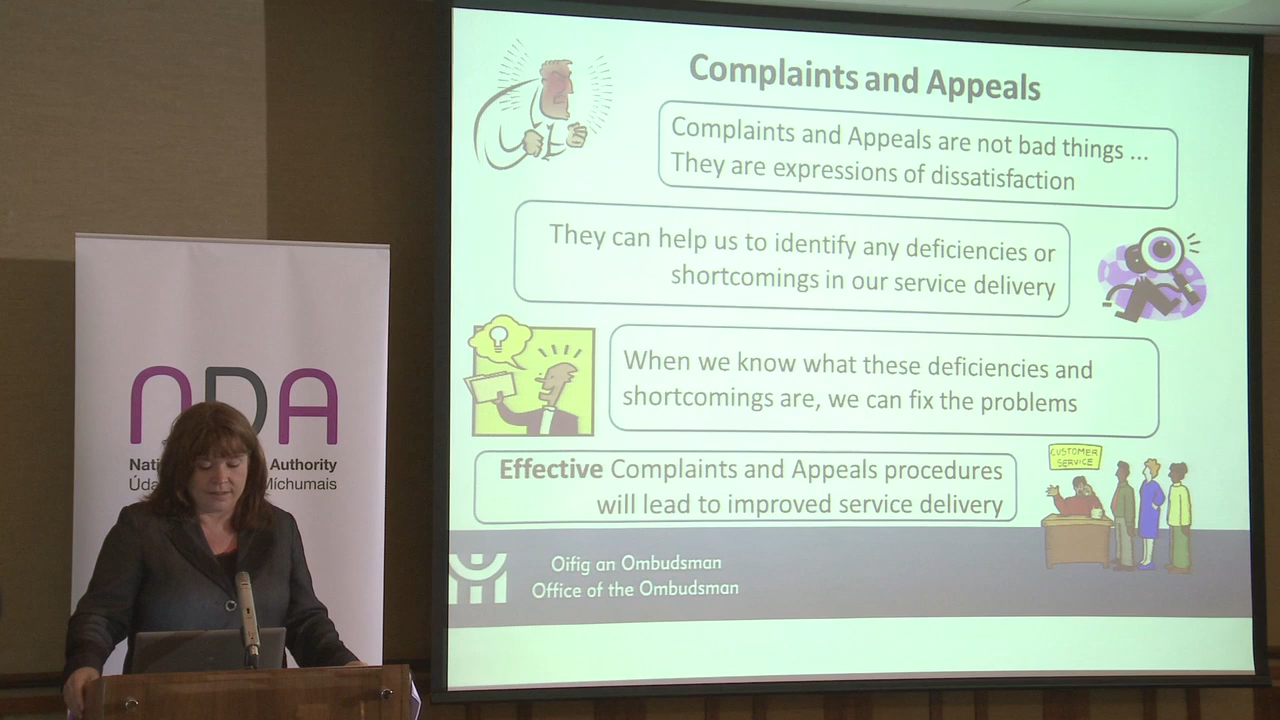 Complaints and Appeals
Complaints and Appeals are not bad things ...
They are expressions of dissatisfaction
They can help us to identify any deficiencies or
shortcomings in our service delivery
When we know what these deficiencies and
shortcomings are, we can fix the problems
CUSTOMER
SERVICE
Effective Complaints and Appeals procedures
will lead to improved service delivery
Oifig an Ombudsman
Office of the Ombudsman
NDA
Authority